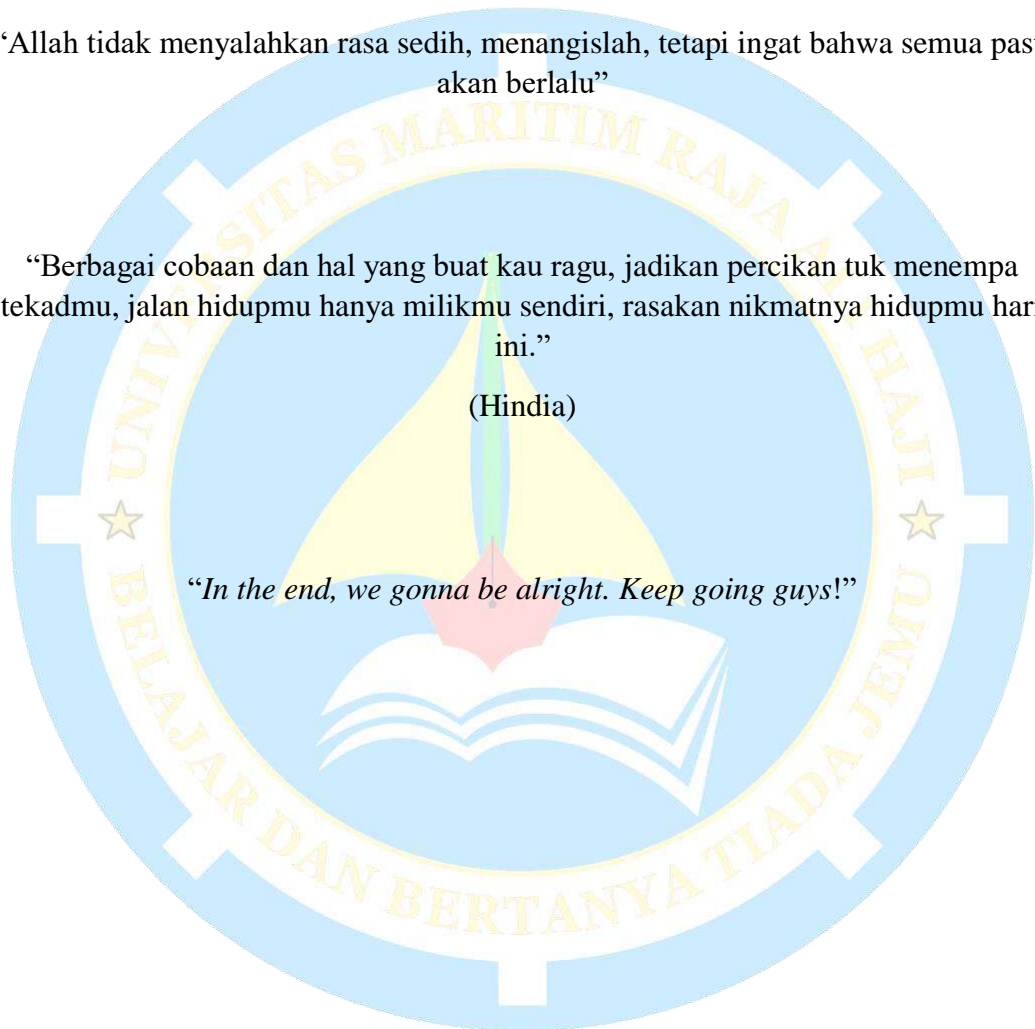 “Allah tidak menyalahkan rasa sedih, menangislah, tetapi ingat bahwa semua
akan berlalu”
“Berbagai cobaan dan hal yang buat kau ragu, jadikan percikan tuk menempa
tekadmu, jalan hidupmu hanya milikmu sendiri, rasakan nikmatnya hidupmu
ini.”
(Hindia)
“In the end, we gonna be alright. Keep going guys!”
UNIVERSITAS MARITIM RAJA HAJI
BELAJAR DAN BERTANYA TIADA JEMU